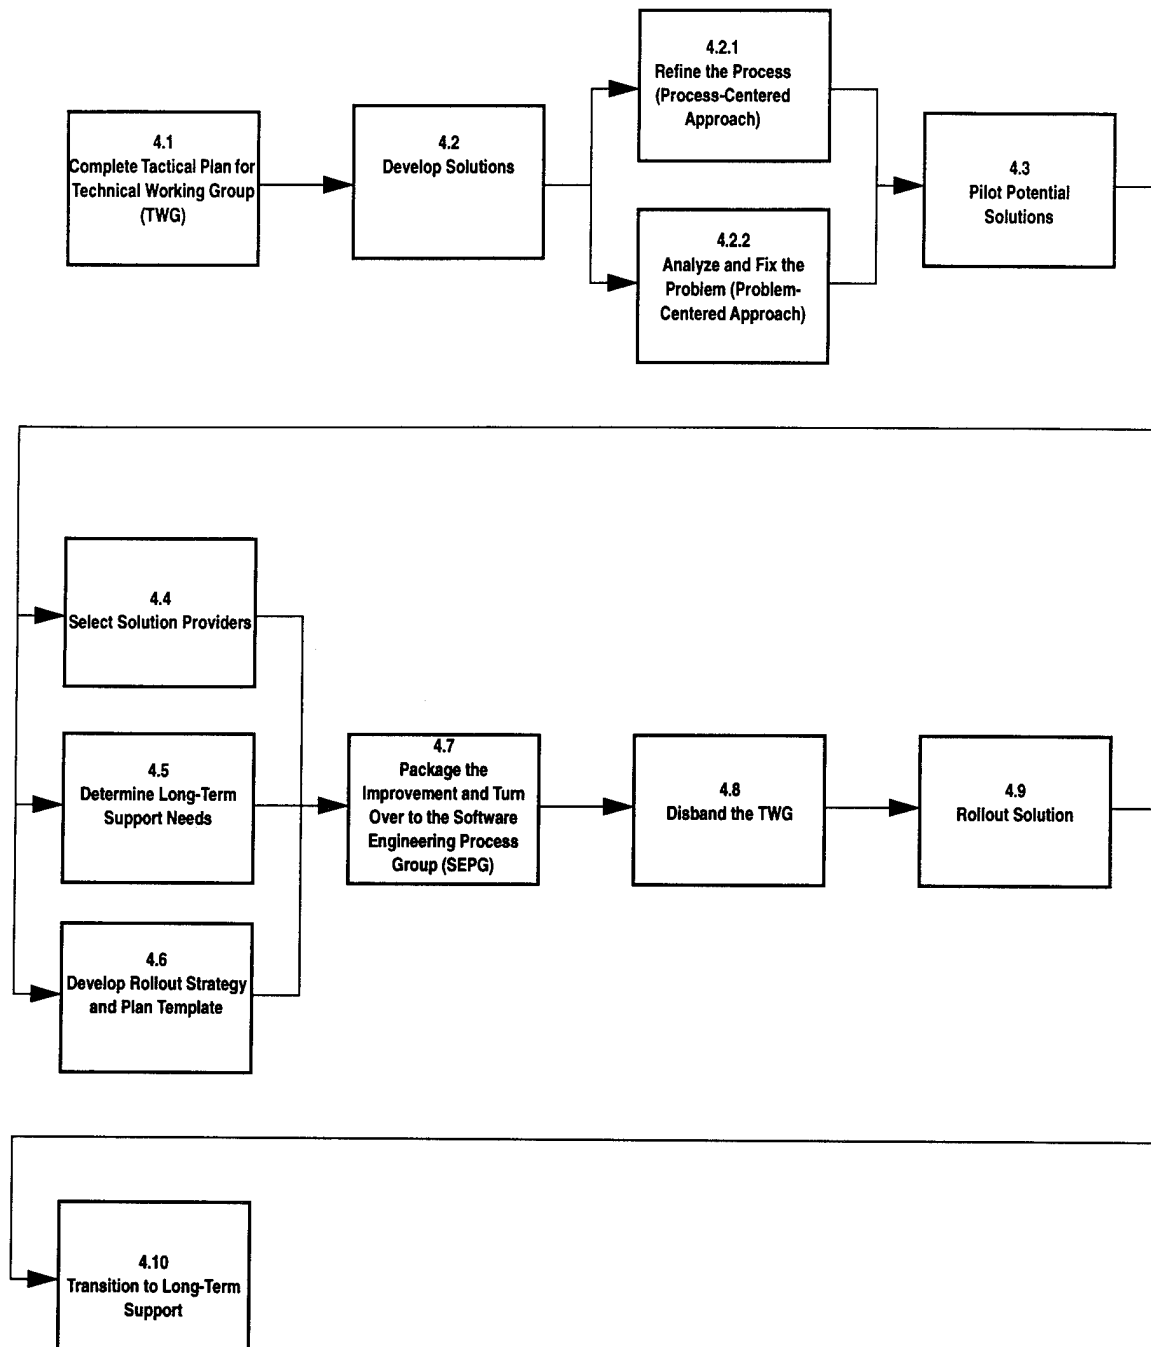 4.1
Complete Tactical Plan for
Technical Working Group
(TWG)
4.2
Develop Solutions
4.2.1
Refine the Process
(Process-Centered
Approach)
4.2.2
Analyze and Fix the
Problem (Problem-
Centered Approach)
4.3
Pilot Potential
Solutions
4.4
Select Solution Providers
4.5
Determine Long-Term
Support Needs
4.6
Develop Rollout Strategy
and Plan Template
4.7
Package the
Improvement and Turn
Over to the Software
Engineering Process
Group (SEPG)
4.8
Disband the TWG
4.9
Rollout Solution
4.10
Transition to Long-Term
Support